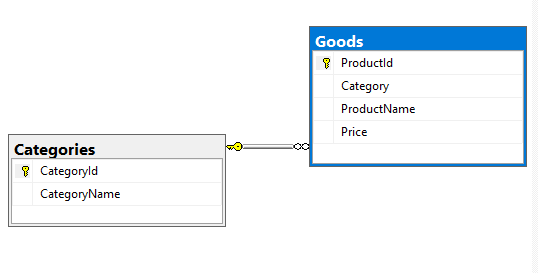 Goods
ProductId
Category
ProductName
Price
Categories
CategoryId
CategoryName